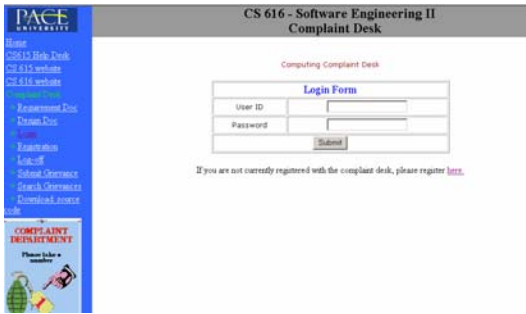 PACE
UNIVERSITY
CS 616 - Software Engineering II
Complaint Desk
Home
CS615 Help Desk
CS 615 website
CS 616 website
Complaint Desk
Requirement Doc
Design Doc
Login
Registration
Log-off
Submit Grievance
Search Grievances
Download source
code
COMPLAINT
DEPARTMENT
Please take a
number
Computing Complaint Desk
Login Form
User ID
Password
Submit
If you are not currently registered with the complaint desk, please register here.